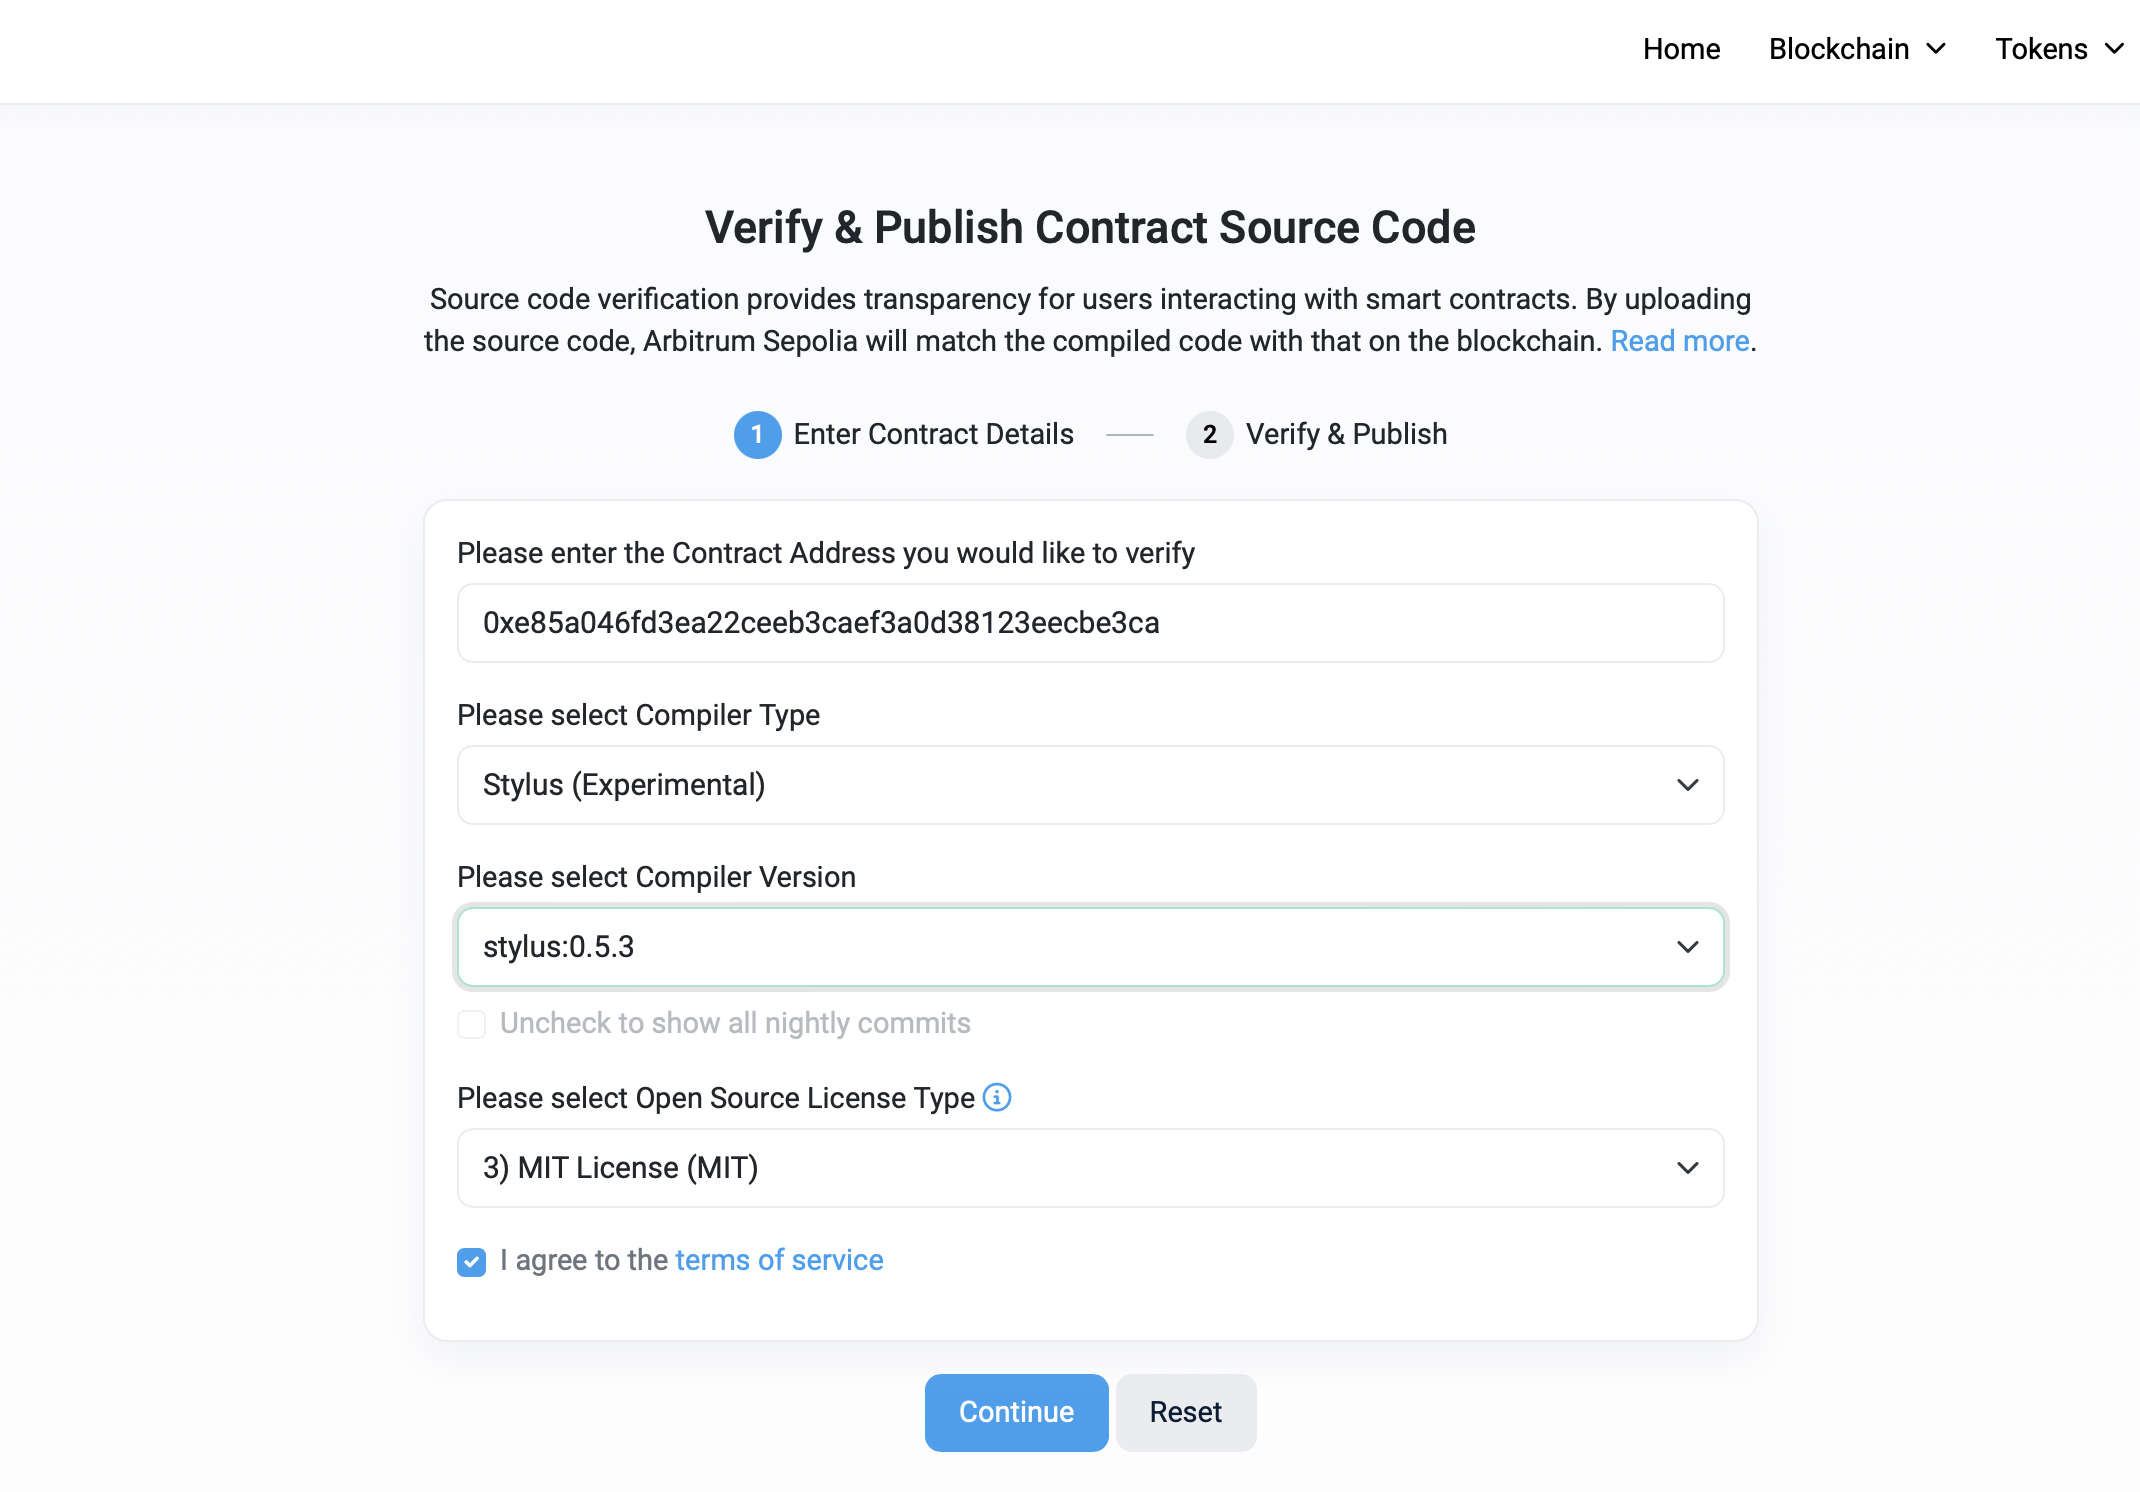 Home Blockchain Tokens
Verify & Publish Contract Source Code
Source code verification provides transparency for users interacting with smart contracts. By uploading
the source code, Arbitrum Sepolia will match the compiled code with that on the blockchain. Read more.
1 Enter Contract Details 2 Verify & Publish
Please enter the Contract Address you would like to verify
0xe85a046fd3ea22ceeb3caef3a0d38123eecbe3ca
Please select Compiler Type
Stylus (Experimental)
Please select Compiler Version
stylus:0.5.3
Uncheck to show all nightly commits
Please select Open Source License Type
3) MIT License (MIT)
I agree to the terms of service
Continue Reset